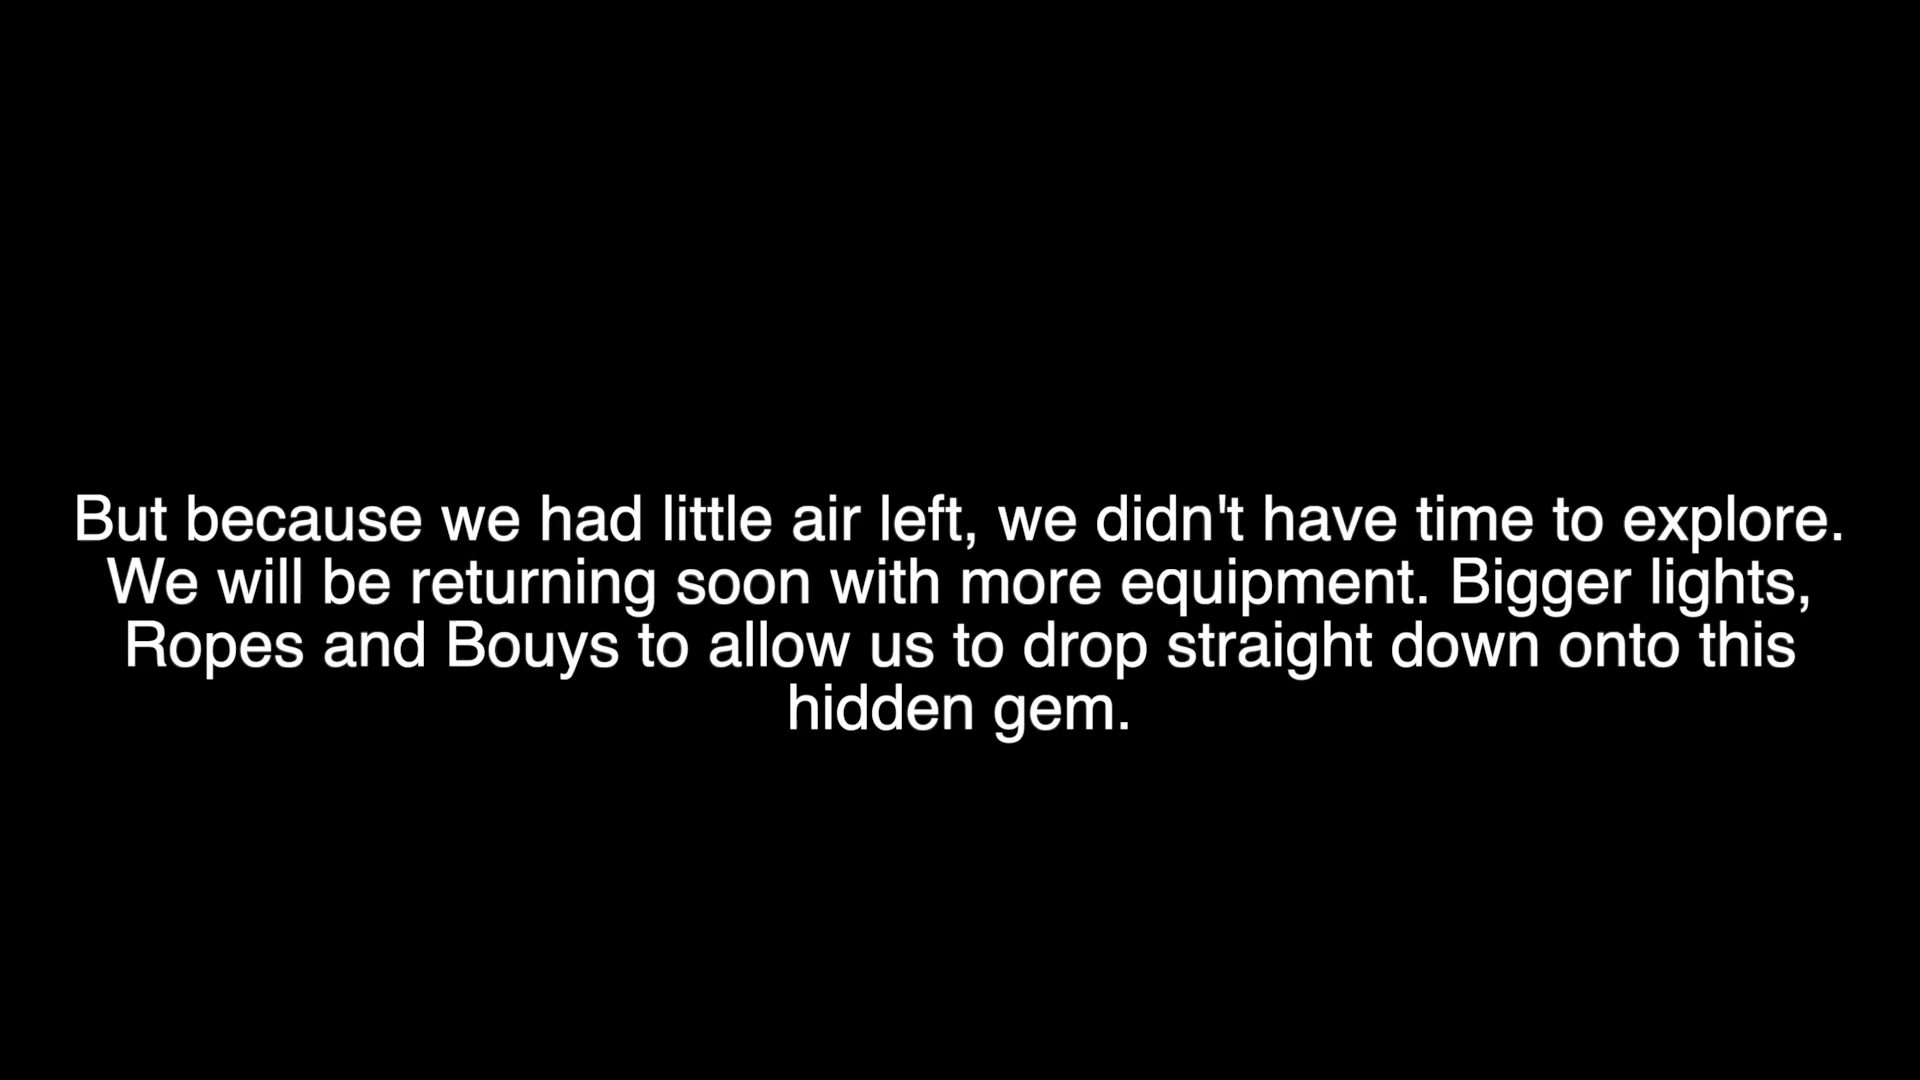 But because we had little air left, we didn't have time to explore.
We will be returning soon with more equipment. Bigger lights,
Ropes and Bouys to allow us to drop straight down onto this
hidden gem.